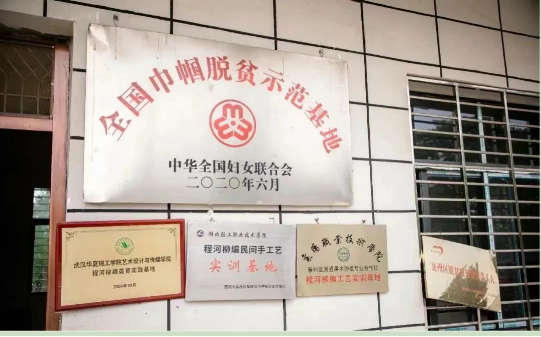 全国巾帼脱贫示范基地
中华全国妇女联合会
二〇二〇年六月
武汉华夏理工学院艺术设计与传媒学院
程河柳编美育实践基地
湖北轻工职业技术学院
程河柳编民间手工艺
实训基地
襄阳职业技术学院
程河柳编工艺实训基地